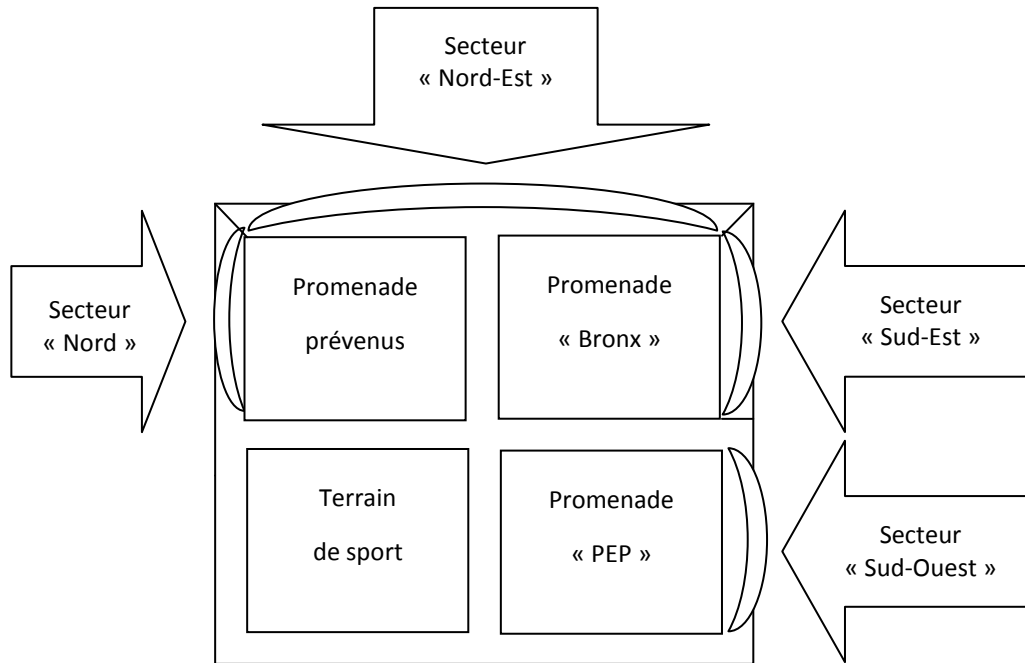 Secteur
« Nord-Est »
Secteur
« Nord »
Promenade
prévenus
Promenade
« Bronx »
Secteur
« Sud-Est »
Terrain
de sport
Promenade
« PEP »
Secteur
« Sud-Ouest »